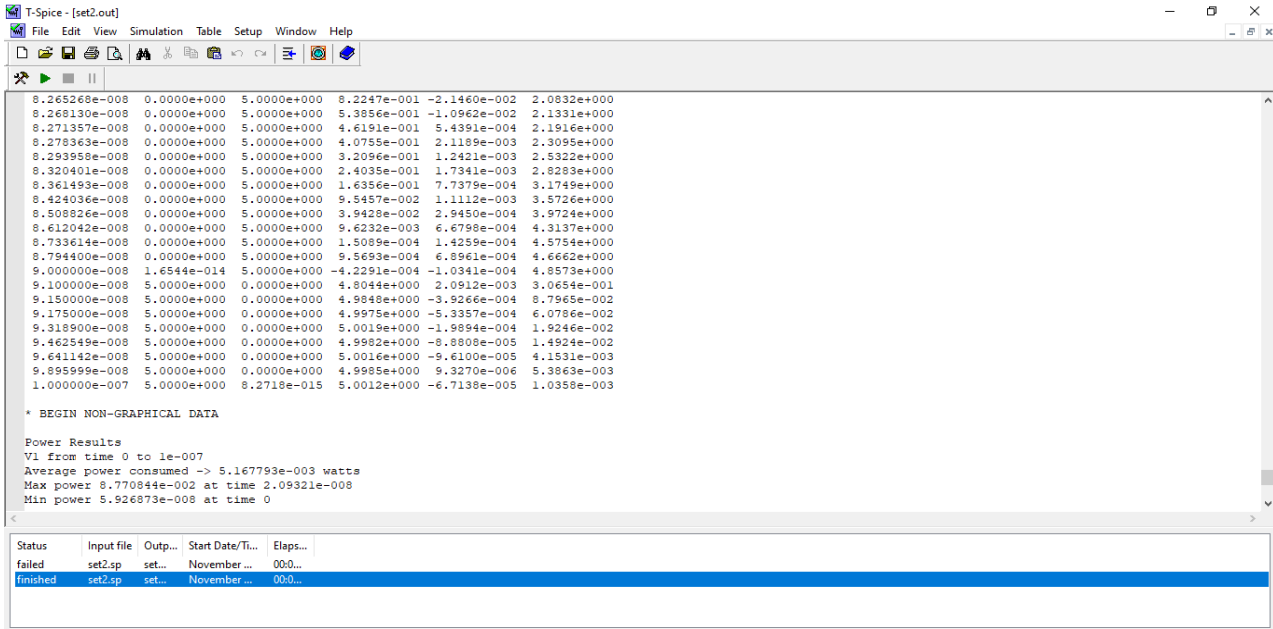 T-Spice - [set2.out]
File Edit View Simulation Table Setup Window Help
8.265268e-008 0.0000e+000 5.0000e+000 8.2247e-001 -2.1460e-002 2.0832e+000
8.268130e-008 0.0000e+000 5.0000e+000 5.3856e-001 -1.0962e-002 2.1331e+000
8.271357e-008 0.0000e+000 5.0000e+000 4.6191e-001 5.4391e-004 2.1916e+000
8.278363e-008 0.0000e+000 5.0000e+000 4.0755e-001 2.1189e-003 2.3095e+000
8.293958e-008 0.0000e+000 5.0000e+000 3.2096e-001 1.2421e-003 2.5322e+000
8.320401e-008 0.0000e+000 5.0000e+000 2.4035e-001 1.7341e-003 2.8283e+000
8.361493e-008 0.0000e+000 5.0000e+000 1.6356e-001 7.7379e-004 3.1749e+000
8.424036e-008 0.0000e+000 5.0000e+000 9.5457e-002 1.1112e-003 3.5726e+000
8.508826e-008 0.0000e+000 5.0000e+000 3.9428e-002 2.9450e-004 3.9724e+000
8.612042e-008 0.0000e+000 5.0000e+000 9.6232e-003 6.6798e-004 4.3137e+000
8.733614e-008 0.0000e+000 5.0000e+000 1.5089e-004 1.4259e-004 4.5754e+000
8.794400e-008 0.0000e+000 5.0000e+000 9.5693e-004 6.8961e-004 4.6662e+000
9.000000e-008 1.6544e-014 5.0000e+000 -4.2291e-004 -1.0341e-004 4.8573e+000
9.100000e-008 5.0000e+000 0.0000e+000 4.8044e+000 2.0912e-003 3.0654e-001
9.150000e-008 5.0000e+000 0.0000e+000 4.9848e+000 -3.9266e-004 8.7965e-002
9.175000e-008 5.0000e+000 0.0000e+000 4.9975e+000 -5.3357e-004 6.0786e-002
9.318900e-008 5.0000e+000 0.0000e+000 5.0019e+000 -1.9894e-004 1.9246e-002
9.462549e-008 5.0000e+000 0.0000e+000 4.9982e+000 -8.8808e-005 1.4924e-002
9.641142e-008 5.0000e+000 0.0000e+000 5.0016e+000 -9.6100e-005 4.1531e-003
9.895999e-008 5.0000e+000 0.0000e+000 4.9985e+000 9.3270e-006 5.3863e-003
1.000000e-007 5.0000e+000 8.2718e-015 5.0012e+000 -6.7138e-005 1.0358e-003
* BEGIN NON-GRAPHICAL DATA
Power Results
V1 from time 0 to 1e-007
Average power consumed -> 5.167793e-003 watts
Max power 8.770844e-002 at time 2.09321e-008
Min power 5.926873e-008 at time 0
Status Input file Outp... Start Date/Ti... Elaps...
failed set2.sp set... November ... 00:0...
finished set2.sp set... November ... 00:0...